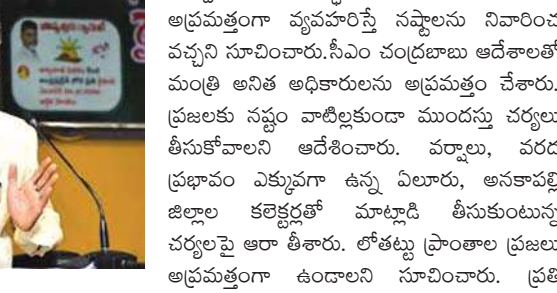 అప్రమత్తంగా వ్యవహరిస్తే నష్టాలను నివారించ
వచ్చని సూచించారు.సీఎం చంద్రబాబు ఆదేశాలతో
మంత్రి అనిత అధికారులను అప్రమత్తం చేశారు.
ప్రజలకు నష్టం వాటిల్లకుండా ముందస్తు చర్యలు
తీసుకోవాలని ఆదేశించారు. వర్షాలు, వరద
ప్రభావం ఎక్కువగా ఉన్న ఏలూరు, అనకాపల్లి
జిల్లాల కలెక్టర్లతో మాట్లాడి తీసుకుంటున్న
చర్యలపై ఆరా తీశారు. లోతట్టు ప్రాంతాల ప్రజలు
అప్రమత్తంగా ఉండాలని సూచించారు. ప్రతి